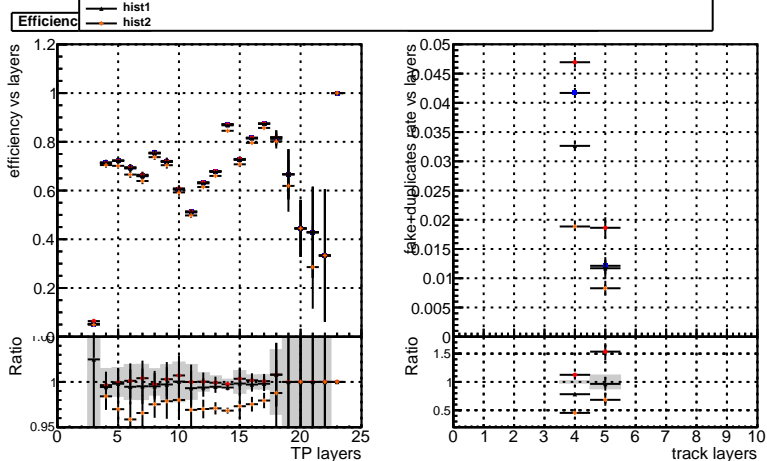 hist1
Efficienc
hist2
efficiency vs layers
1.2
1
0.8
0.6
0.4
0.2
0
Ratio
1
0.95
0 5 10 15 20 25
TP layers
fake+duplicates rate vs layers
0.05
0.045
0.04
0.035
0.03
0.025
0.02
0.015
0.01
0.005
0
Ratio
1.5
1
0.5
0 1 2 3 4 5 6 7 8 9 10
track layers